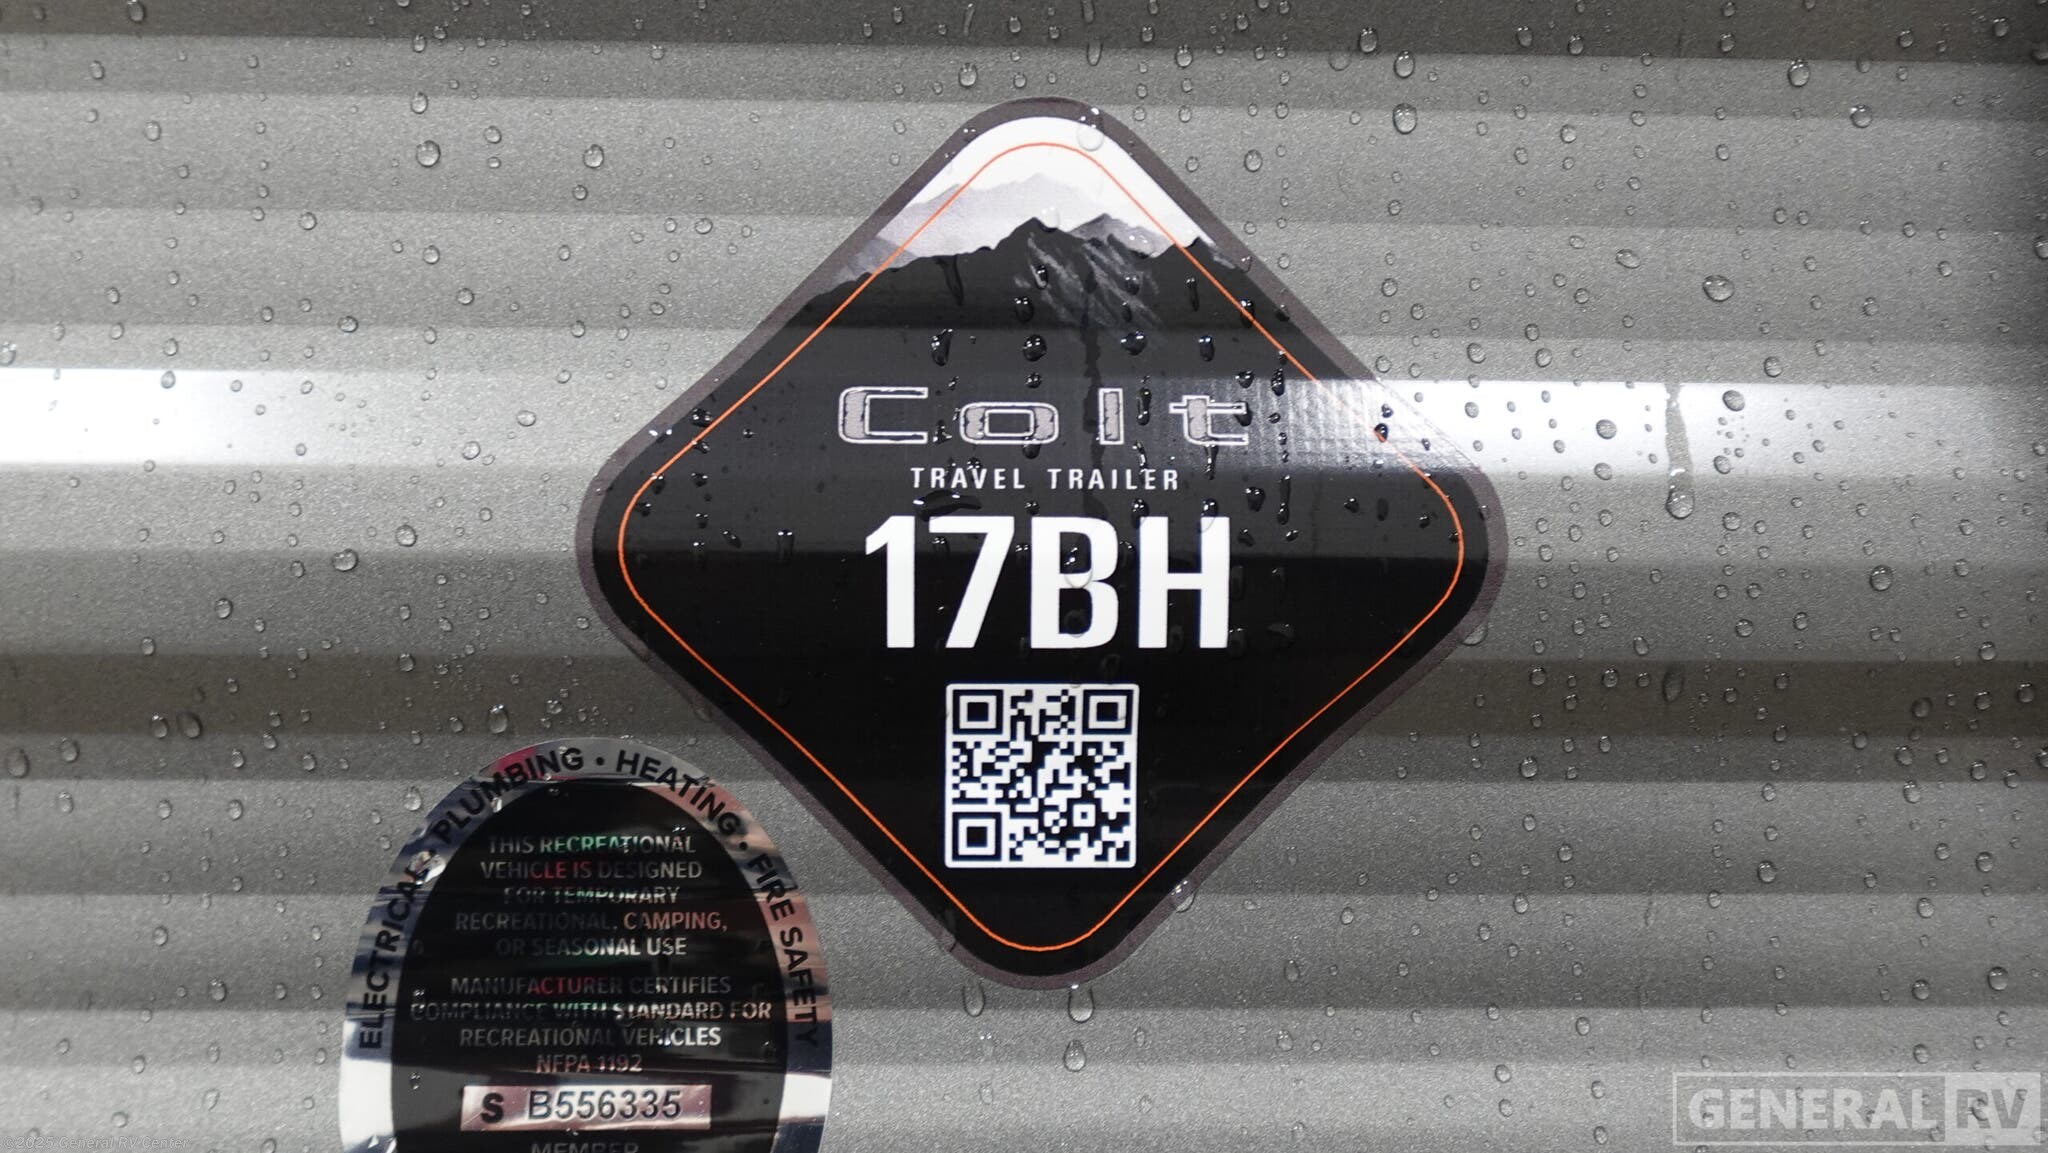 Colt
TRAVEL TRAILER
17BH
ELECTRICAL • PLUMBING • HEATING • FIRE SAFETY
THIS RECREATIONAL
VEHICLE IS DESIGNED
FOR TEMPORARY
RECREATIONAL, CAMPING,
OR SEASONAL USE
MANUFACTURER CERTIFIES
COMPLIANCE WITH STANDARD FOR
RECREATIONAL VEHICLES
NFPA 1192
S B556335
MEMBER
©2025 General RV Center
GENERAL RV